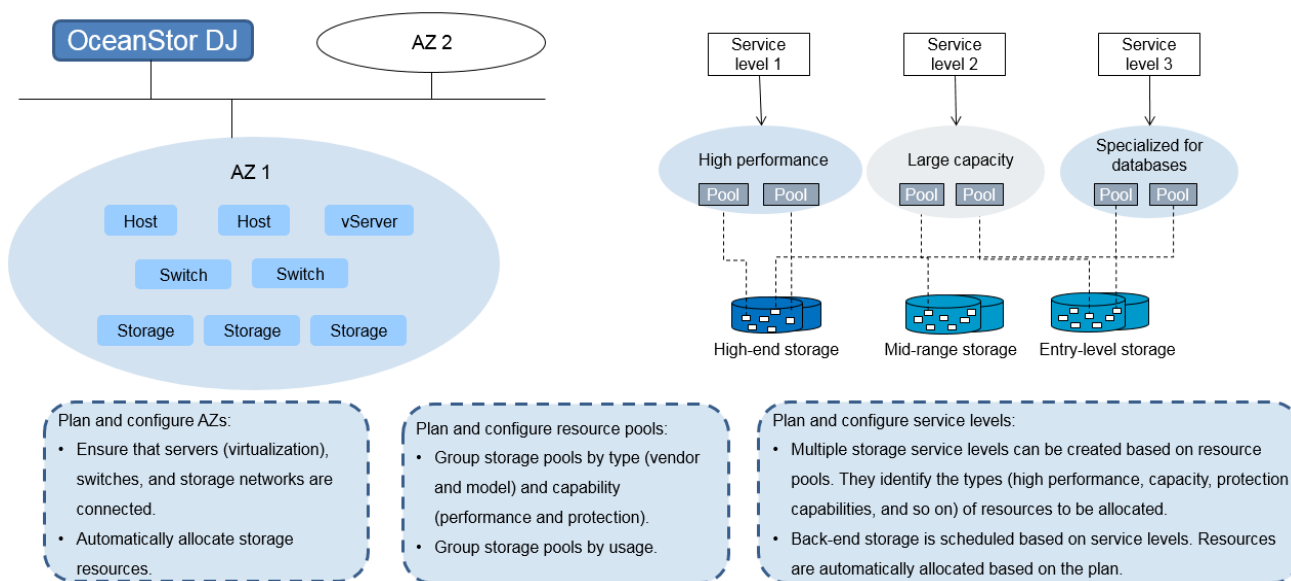 OceanStor DJ
AZ 2
AZ 1
Host
Host
vServer
Switch
Switch
Storage
Storage
Storage
Service
level 1
Service
level 2
Service
level 3
High performance
Large capacity
Specialized for
databases
Pool
Pool
Pool
Pool
Pool
Pool
High-end storage
Mid-range storage
Entry-level storage
Plan and configure AZs:
• Ensure that servers (virtualization),
switches, and storage networks are
connected.
• Automatically allocate storage
resources.
Plan and configure resource pools:
• Group storage pools by type (vendor
and model) and capability
(performance and protection).
• Group storage pools by usage.
Plan and configure service levels:
• Multiple storage service levels can be created based on resource
pools. They identify the types (high performance, capacity, protection
capabilities, and so on) of resources to be allocated.
• Back-end storage is scheduled based on service levels. Resources
are automatically allocated based on the plan.